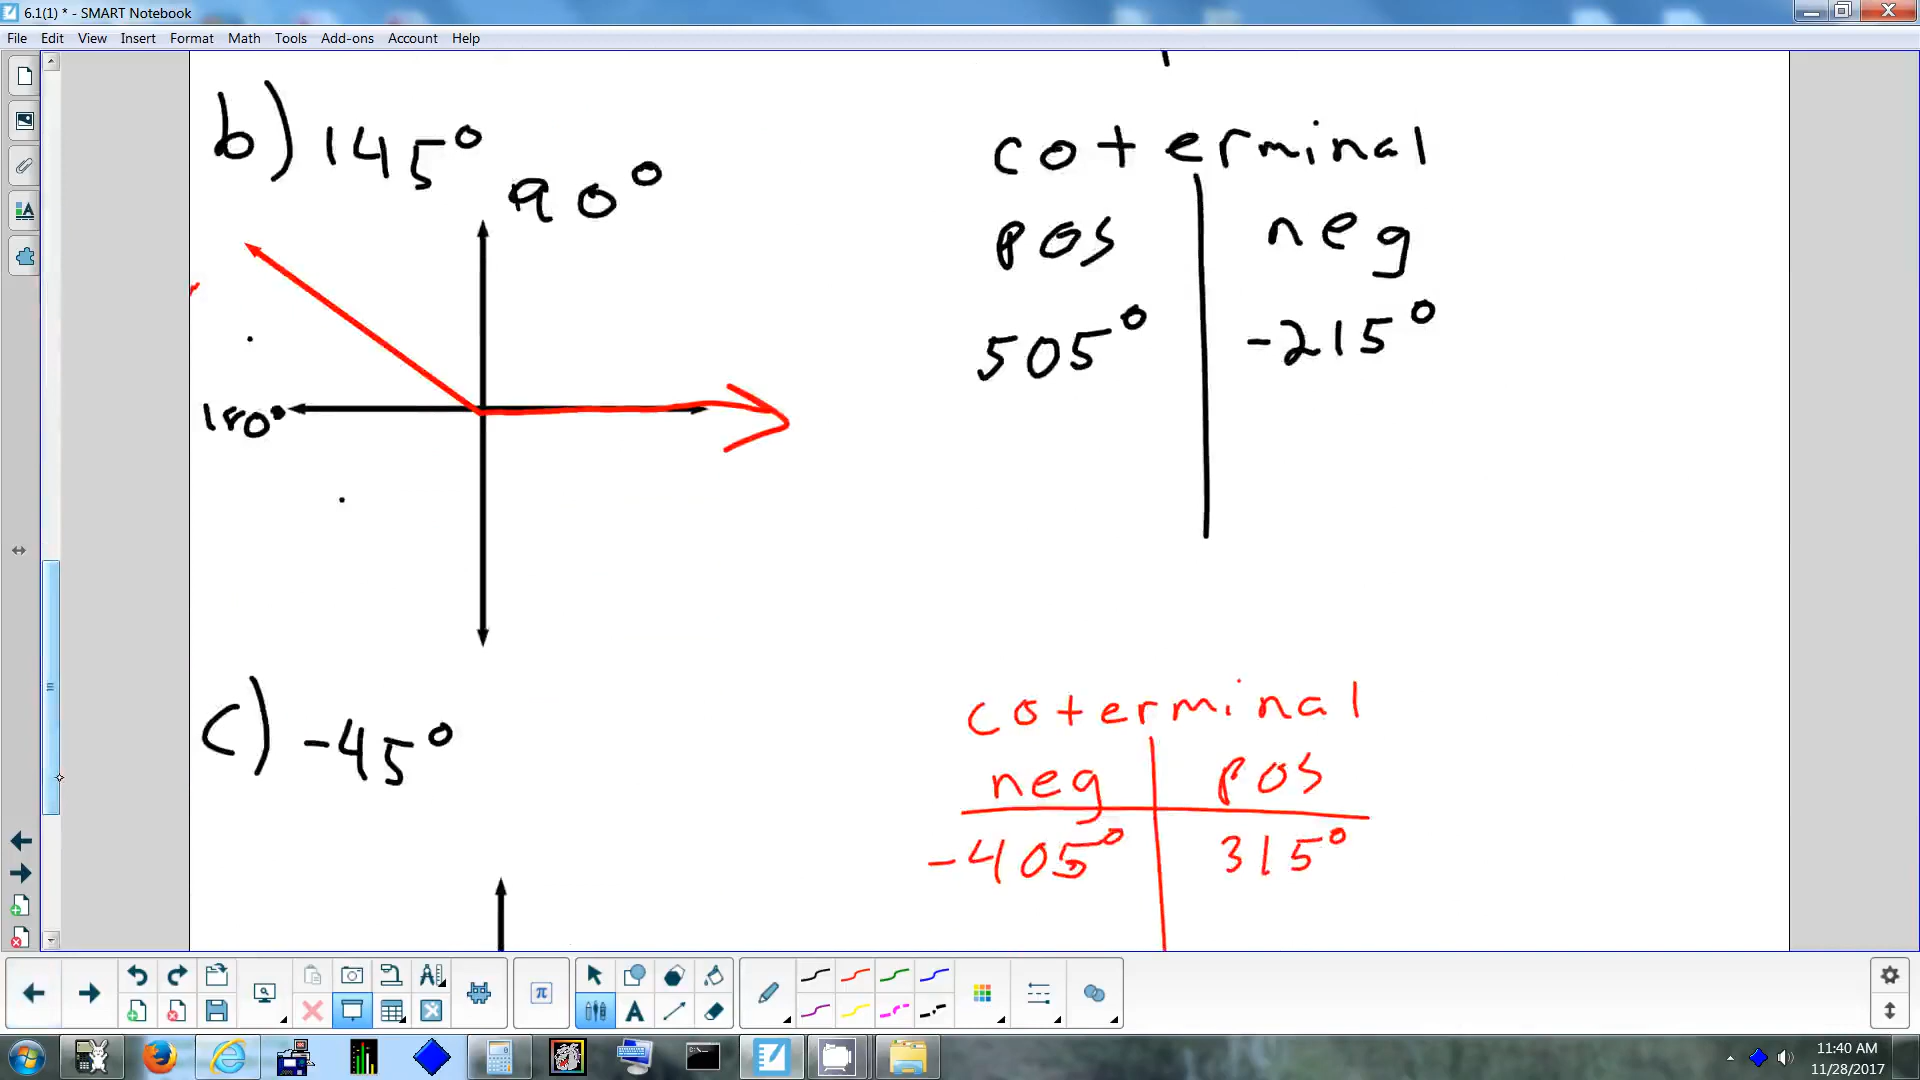 6.1(1) * - SMART Notebook
File Edit View Insert Format Math Tools Add-ons Account Help
b) 145°
90°
180°
coterminal
pos neg
505° -215°
c) -45°
coterminal
neg pos
-405° 315°
π
A
11:40 AM
11/28/2017